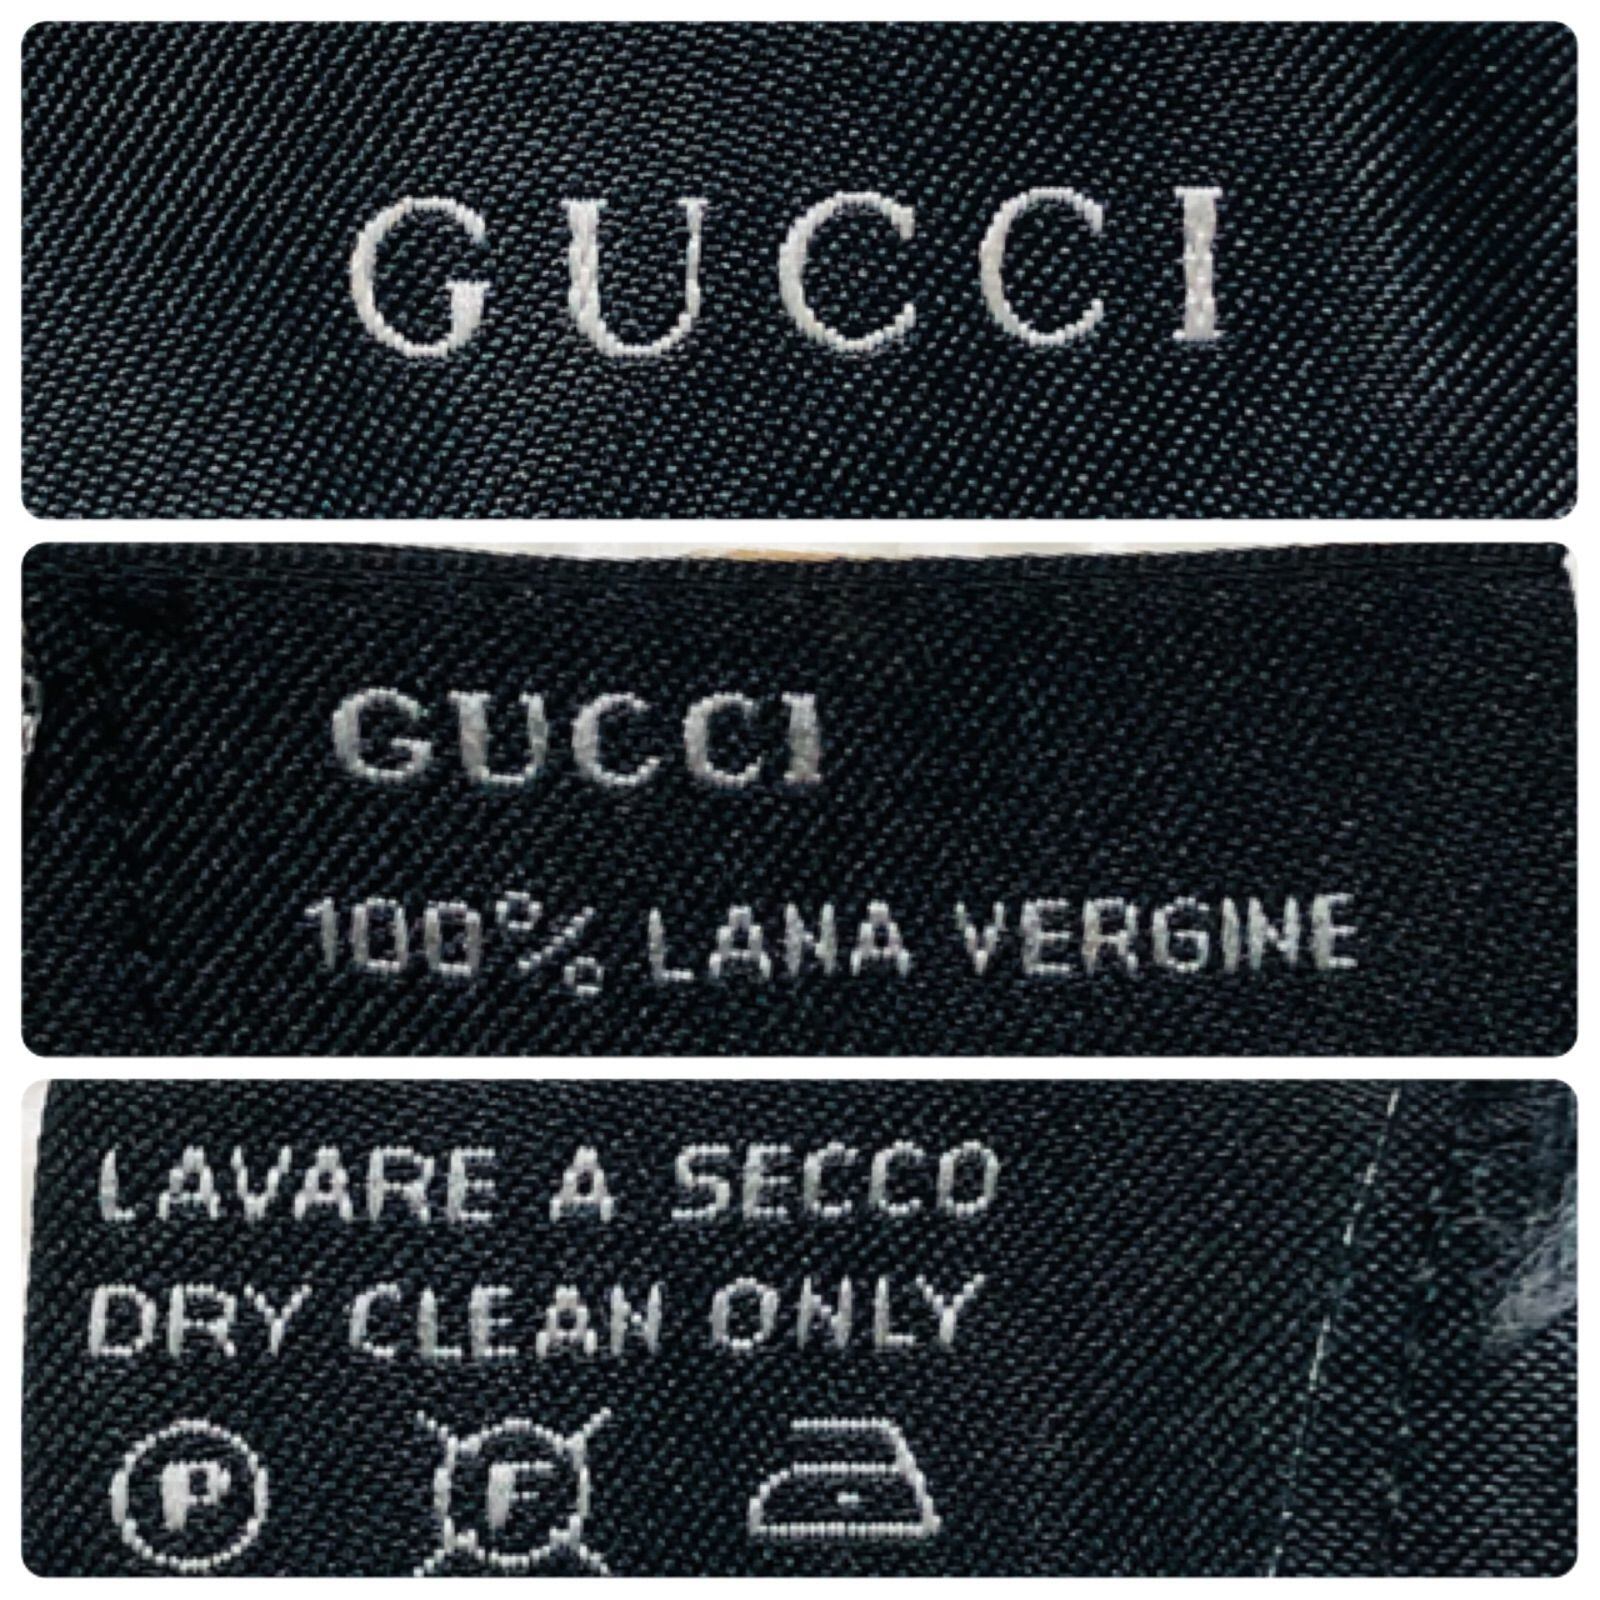 GUCCI
GUCCI
100% LANA VERGINE
LAVARE A SECCO
DRY CLEAN ONLY
P F